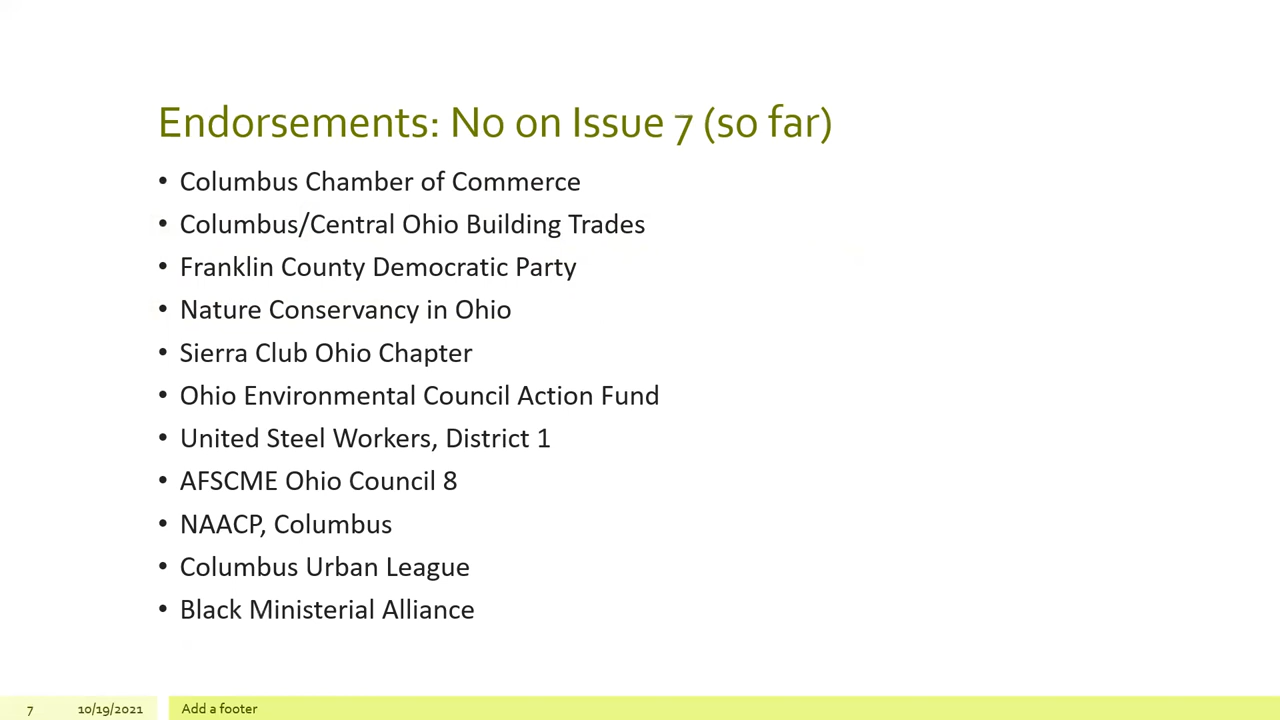 Endorsements: No on Issue 7 (so far)
• Columbus Chamber of Commerce
• Columbus/Central Ohio Building Trades
• Franklin County Democratic Party
• Nature Conservancy in Ohio
• Sierra Club Ohio Chapter
• Ohio Environmental Council Action Fund
• United Steel Workers, District 1
• AFSCME Ohio Council 8
• NAACP, Columbus
• Columbus Urban League
• Black Ministerial Alliance
7 10/19/2021 Add a footer